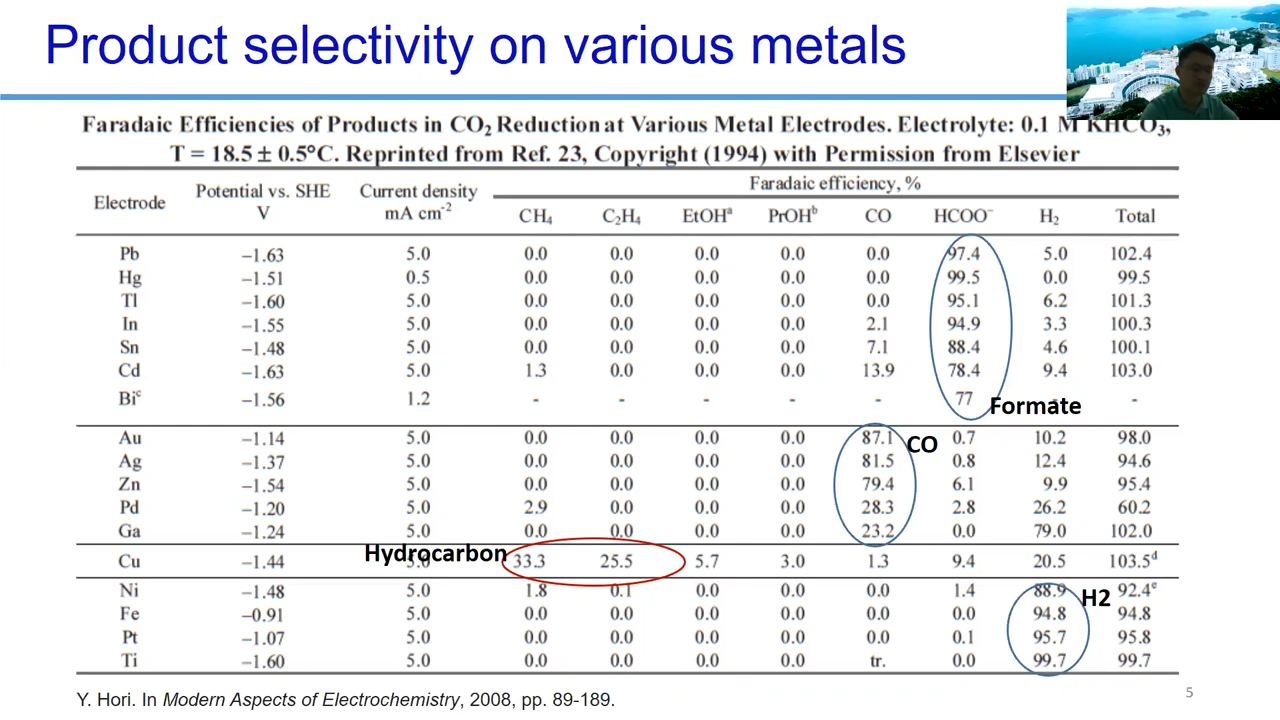 Product selectivity on various metals
Faradaic Efficiencies of Products in CO₂ Reduction at Various Metal Electrodes. Electrolyte: 0.1 M KHCO₃,
T = 18.5 ± 0.5°C. Reprinted from Ref. 23, Copyright (1994) with Permission from Elsevier
Electrode Potential vs. SHE V Current density mA cm⁻² Faradaic efficiency, %
CH₄ C₂H₄ EtOHᵃ PrOHᵇ CO HCOO⁻ H₂ Total
Pb −1.63 5.0 0.0 0.0 0.0 0.0 0.0 97.4 5.0 102.4
Hg −1.51 0.5 0.0 0.0 0.0 0.0 0.0 99.5 0.0 99.5
Tl −1.60 5.0 0.0 0.0 0.0 0.0 0.0 95.1 6.2 101.3
In −1.55 5.0 0.0 0.0 0.0 0.0 2.1 94.9 3.3 100.3
Sn −1.48 5.0 0.0 0.0 0.0 0.0 7.1 88.4 4.6 100.1
Cd −1.63 5.0 1.3 0.0 0.0 0.0 13.9 78.4 9.4 103.0
Biᶜ −1.56 1.2 - - - - - 77 - -
Formate
Au −1.14 5.0 0.0 0.0 0.0 0.0 87.1 0.7 10.2 98.0
CO
Ag −1.37 5.0 0.0 0.0 0.0 0.0 81.5 0.8 12.4 94.6
Zn −1.54 5.0 0.0 0.0 0.0 0.0 79.4 6.1 9.9 95.4
Pd −1.20 5.0 2.9 0.0 0.0 0.0 28.3 2.8 26.2 60.2
Ga −1.24 5.0 0.0 0.0 0.0 0.0 23.2 0.0 79.0 102.0
Hydrocarbon
Cu −1.44 5.0 33.3 25.5 5.7 3.0 1.3 9.4 20.5 103.5ᵈ
Ni −1.48 5.0 1.8 0.1 0.0 0.0 0.0 1.4 88.9 92.4ᵉ
H2
Fe −0.91 5.0 0.0 0.0 0.0 0.0 0.0 0.0 94.8 94.8
Pt −1.07 5.0 0.0 0.0 0.0 0.0 0.0 0.1 95.7 95.8
Ti −1.60 5.0 0.0 0.0 0.0 0.0 tr. 0.0 99.7 99.7
Y. Hori. In Modern Aspects of Electrochemistry, 2008, pp. 89-189.
5